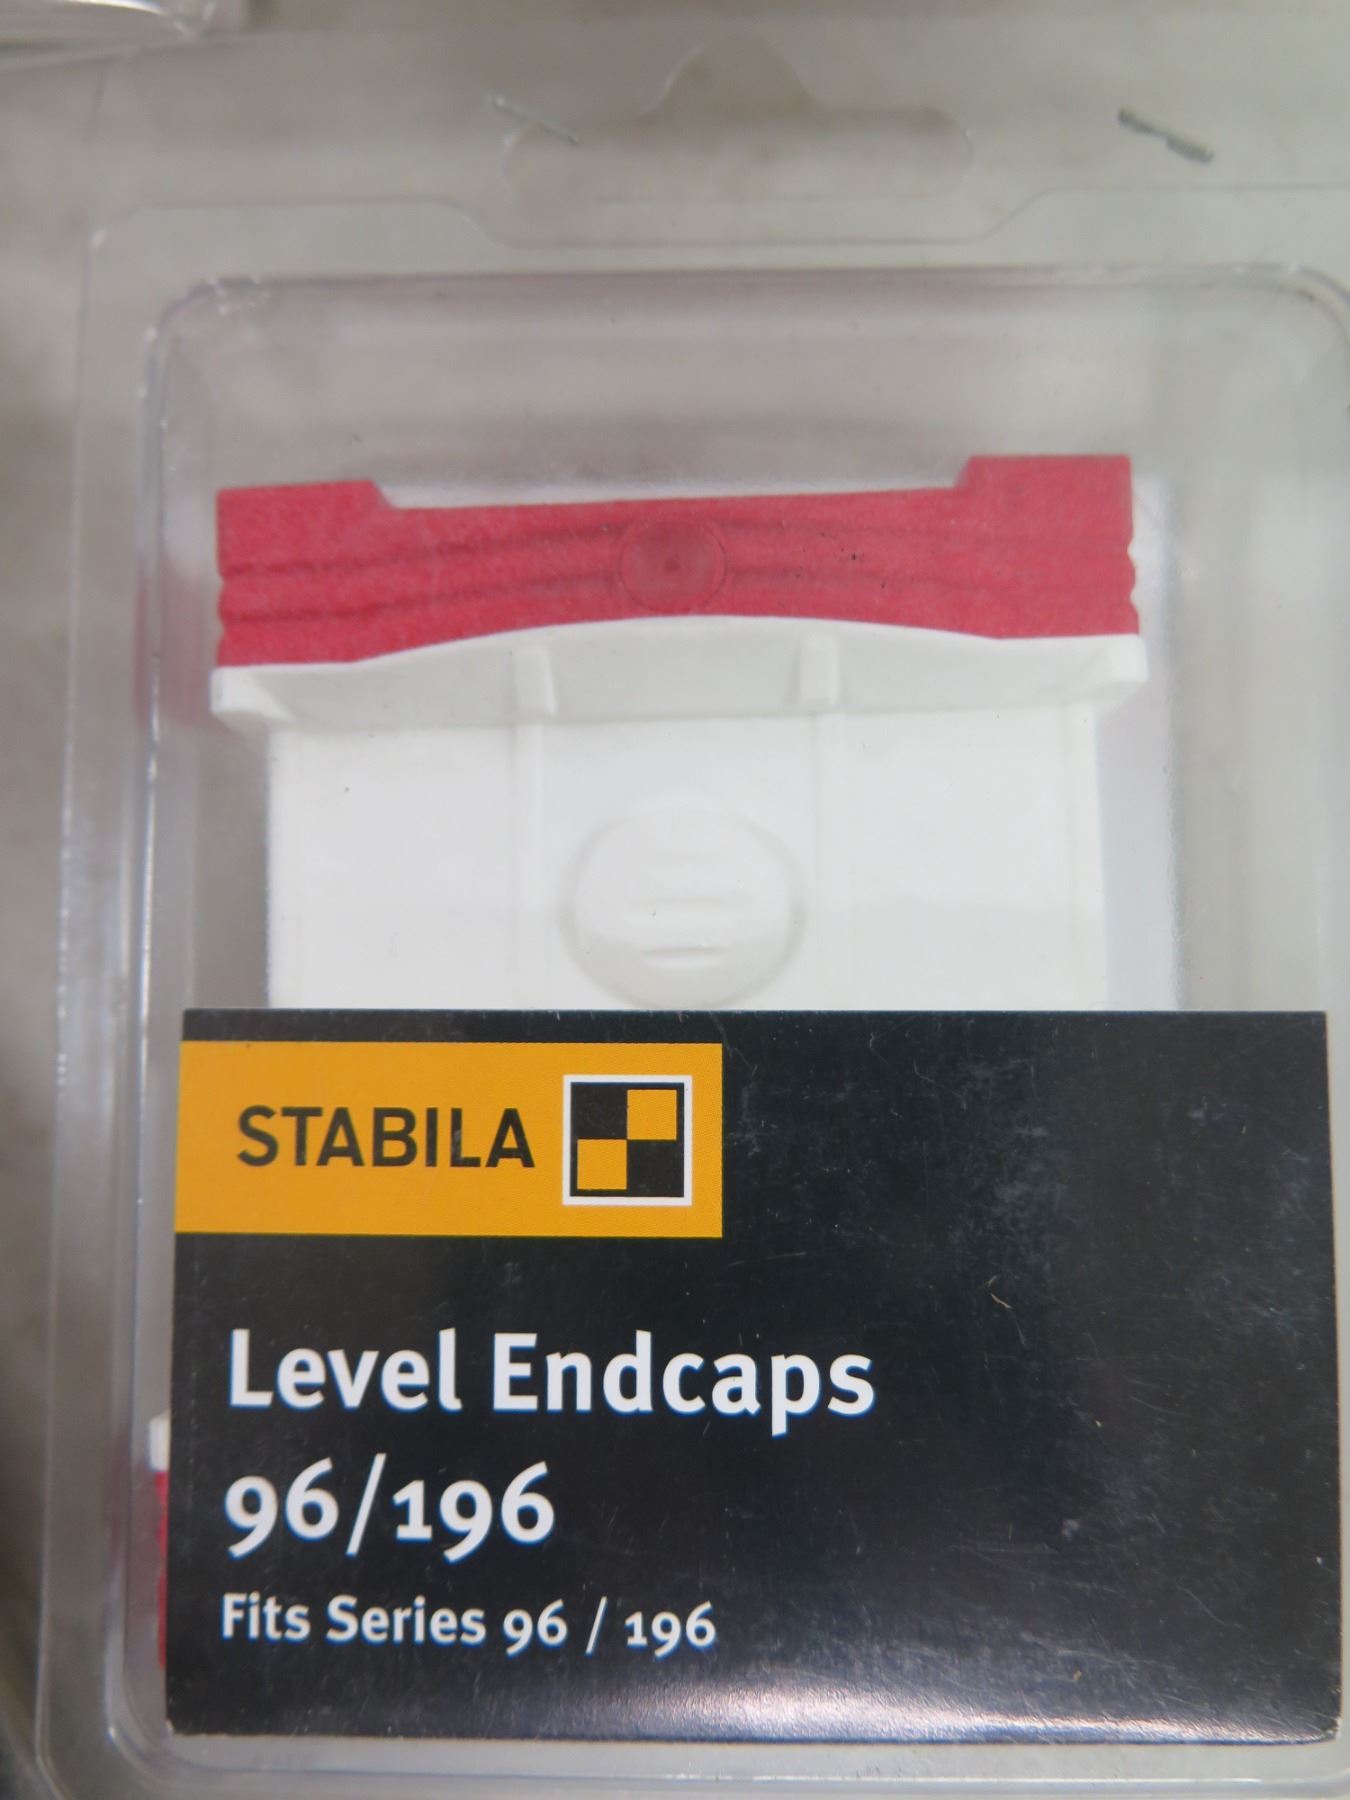 STABILA
Level Endcaps
96/196
Fits Series 96 / 196